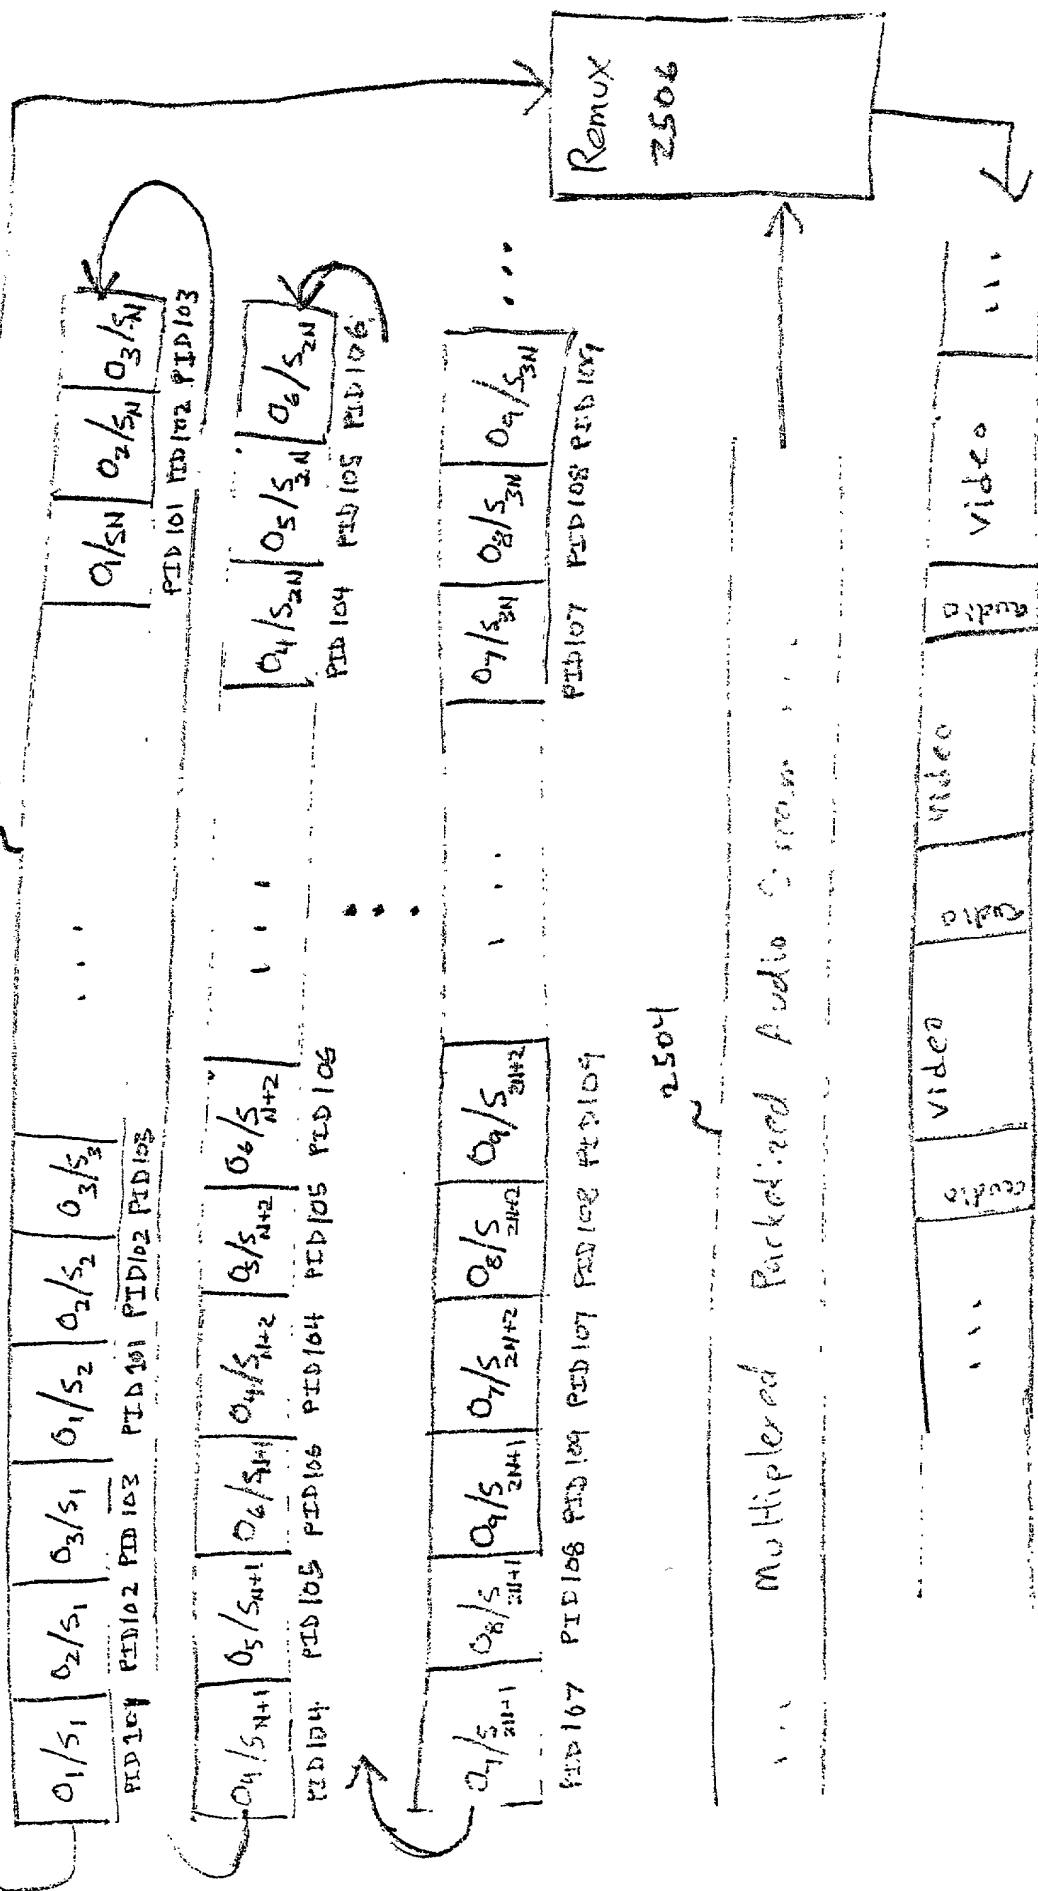 O1/S1 O2/S1 O3/S1 O1/S2 O2/S2 O3/S3 ... O1/SN O2/SN O3/SN
PID101 PID102 PID103 PID101 PID102 PID103 PID101 PID102 PID103
O4/SN+1 O5/SN+1 O6/SN+1 O4/SN+2 O5/SN+2 O6/SN+2 ... O4/S2N O5/S2N O6/S2N
PID104 PID105 PID106 PID104 PID105 PID106 PID104 PID105 PID106
O7/S2N+1 O8/S2N+1 O9/S2N+1 O7/S2N+2 O8/S2N+2 O9/S2N+2 ... O7/S3N O8/S3N O9/S3N ...
PID107 PID108 PID109 PID107 PID108 PID109 PID107 PID108 PID109
2504
... Multiplexed Packetized Audio Stream ...
Remux
2506
... audio video audio video audio video ...